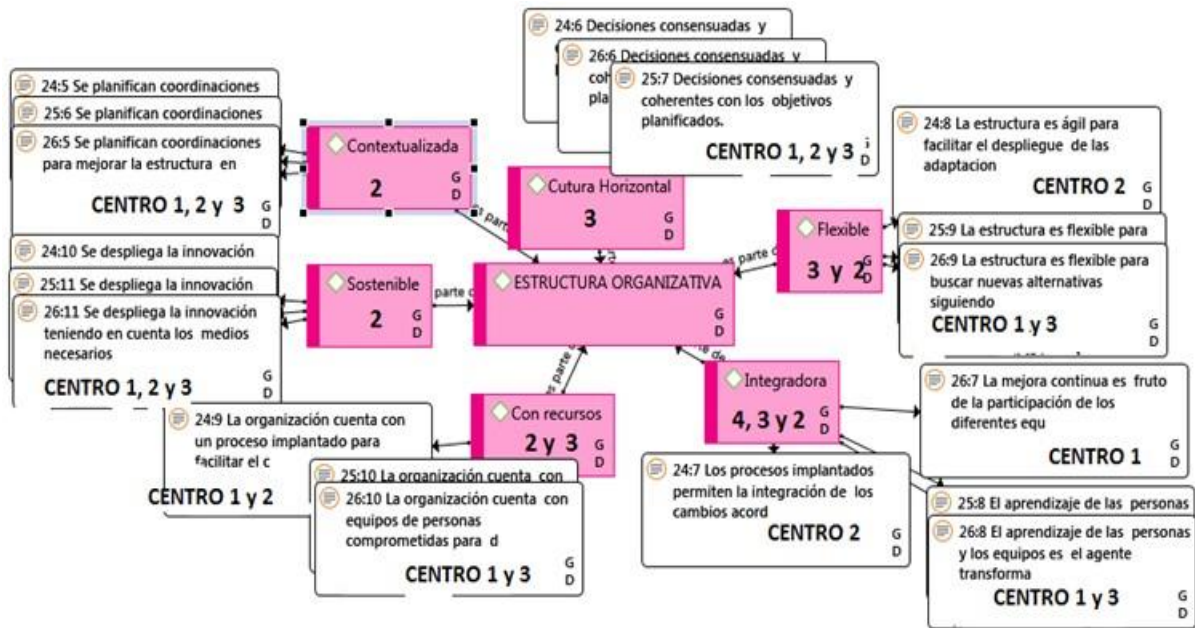 24:5 Se planifican coordinaciones
25:6 Se planifican coordinaciones
26:5 Se planifican coordinaciones
para mejorar la estructura en
CENTRO 1, 2 y 3
G
D
Contextualizada
2
G
D
24:6 Decisiones consensuadas y
26:6 Decisiones consensuadas y
25:7 Decisiones consensuadas y
coherentes con los objetivos
planificados.
CENTRO 1, 2 y 3
D
Cutura Horizontal
3
G
D
24:8 La estructura es ágil para
facilitar el despliegue de las
adaptacion
CENTRO 2
G
D
Flexible
3 y 2
G
D
25:9 La estructura es flexible para
26:9 La estructura es flexible para
buscar nuevas alternativas
siguiendo
CENTRO 1 y 3
G
D
24:10 Se despliega la innovación
25:11 Se despliega la innovación
26:11 Se despliega la innovación
teniendo en cuenta los medios
necesarios
CENTRO 1, 2 y 3
G
D
Sostenible
2
G
D
parte
ESTRUCTURA ORGANIZATIVA
G
D
es parte
Con recursos
2 y 3
G
D
24:9 La organización cuenta con
un proceso implantado para
facilitar el c
CENTRO 1 y 2
25:10 La organización cuenta con
26:10 La organización cuenta con
equipos de personas
comprometidas para d
CENTRO 1 y 3
G
D
Integradora
4, 3 y 2
G
D
26:7 La mejora continua es fruto
de la participación de los
diferentes equ
CENTRO 1
G
D
24:7 Los procesos implantados
permiten la integración de los
cambios acord
CENTRO 2
G
D
25:8 El aprendizaje de las personas
26:8 El aprendizaje de las personas
y los equipos es el agente
transforma
CENTRO 1 y 3
G
D